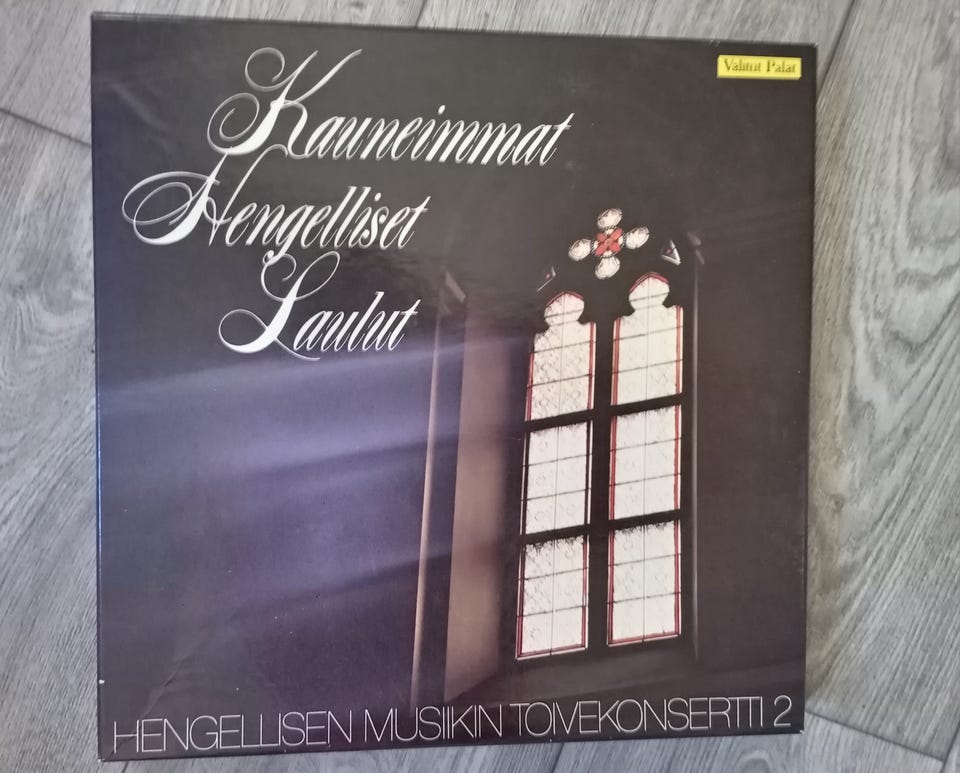 Valitut Palat
Kauneimmat
Hengelliset
Laulut
HENGELLISEN MUSIIKIN TOIVEKONSERTTI 2